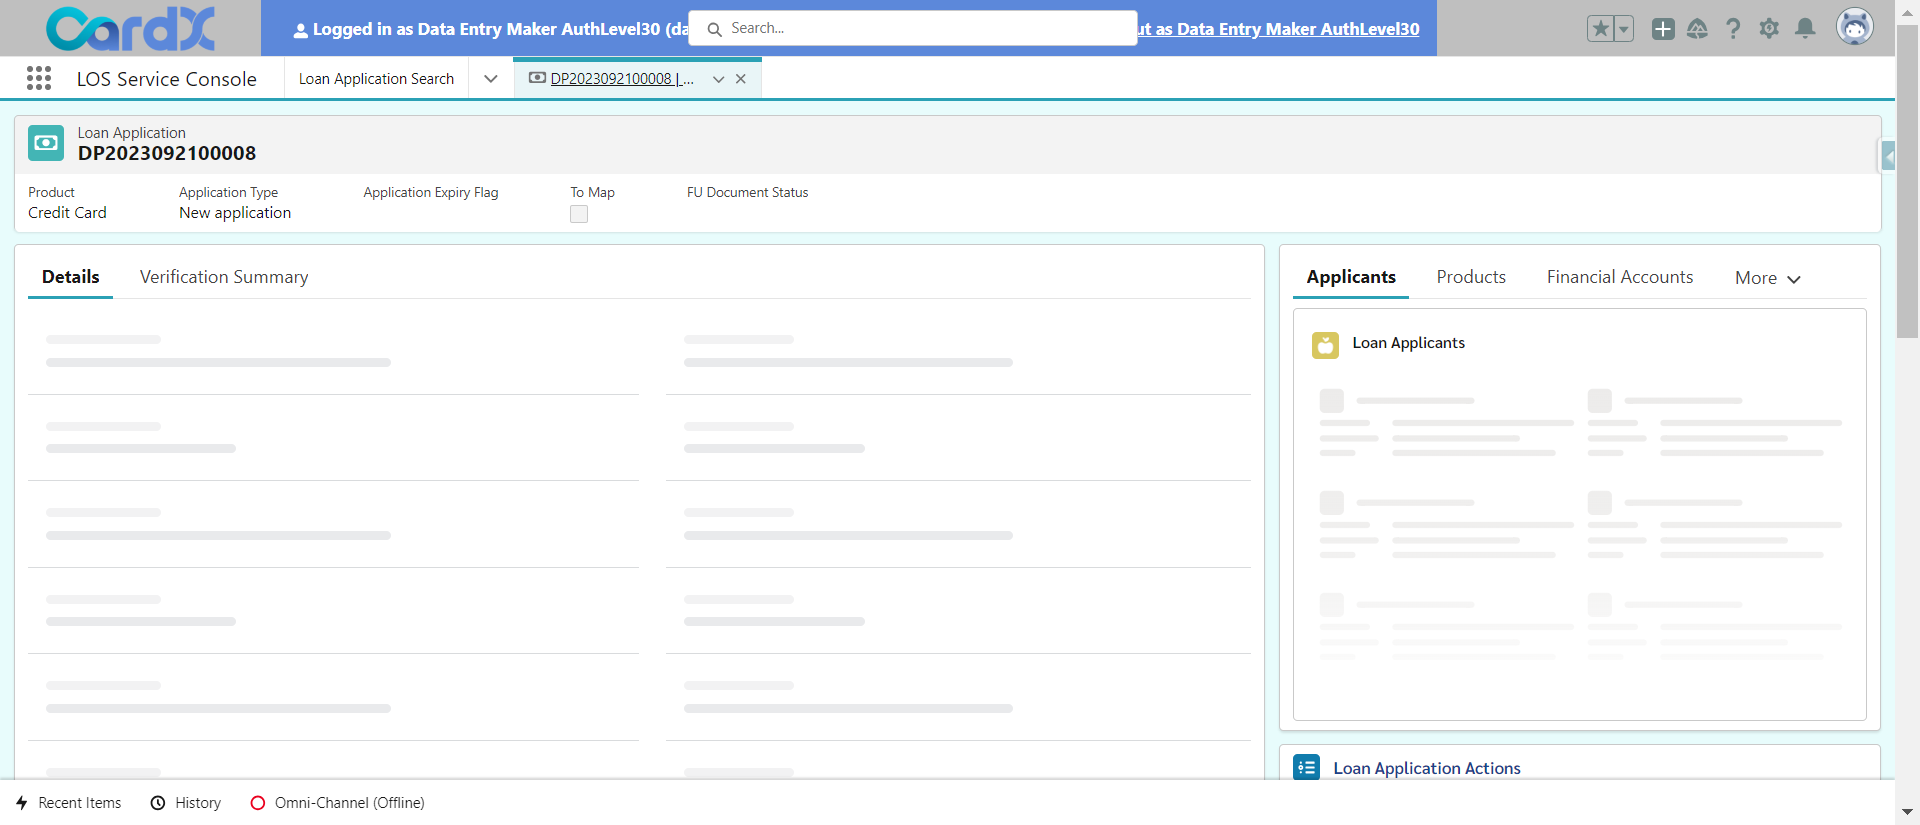 CardX
Logged in as Data Entry Maker AuthLevel30 (da
Search...
ut as Data Entry Maker AuthLevel30
LOS Service Console
Loan Application Search
DP2023092100008 | ...
Loan Application
DP2023092100008
Product
Application Type
Application Expiry Flag
To Map
FU Document Status
Credit Card
New application
Details
Verification Summary
Applicants
Products
Financial Accounts
More
Loan Applicants
Loan Application Actions
Recent Items
History
Omni-Channel (Offline)